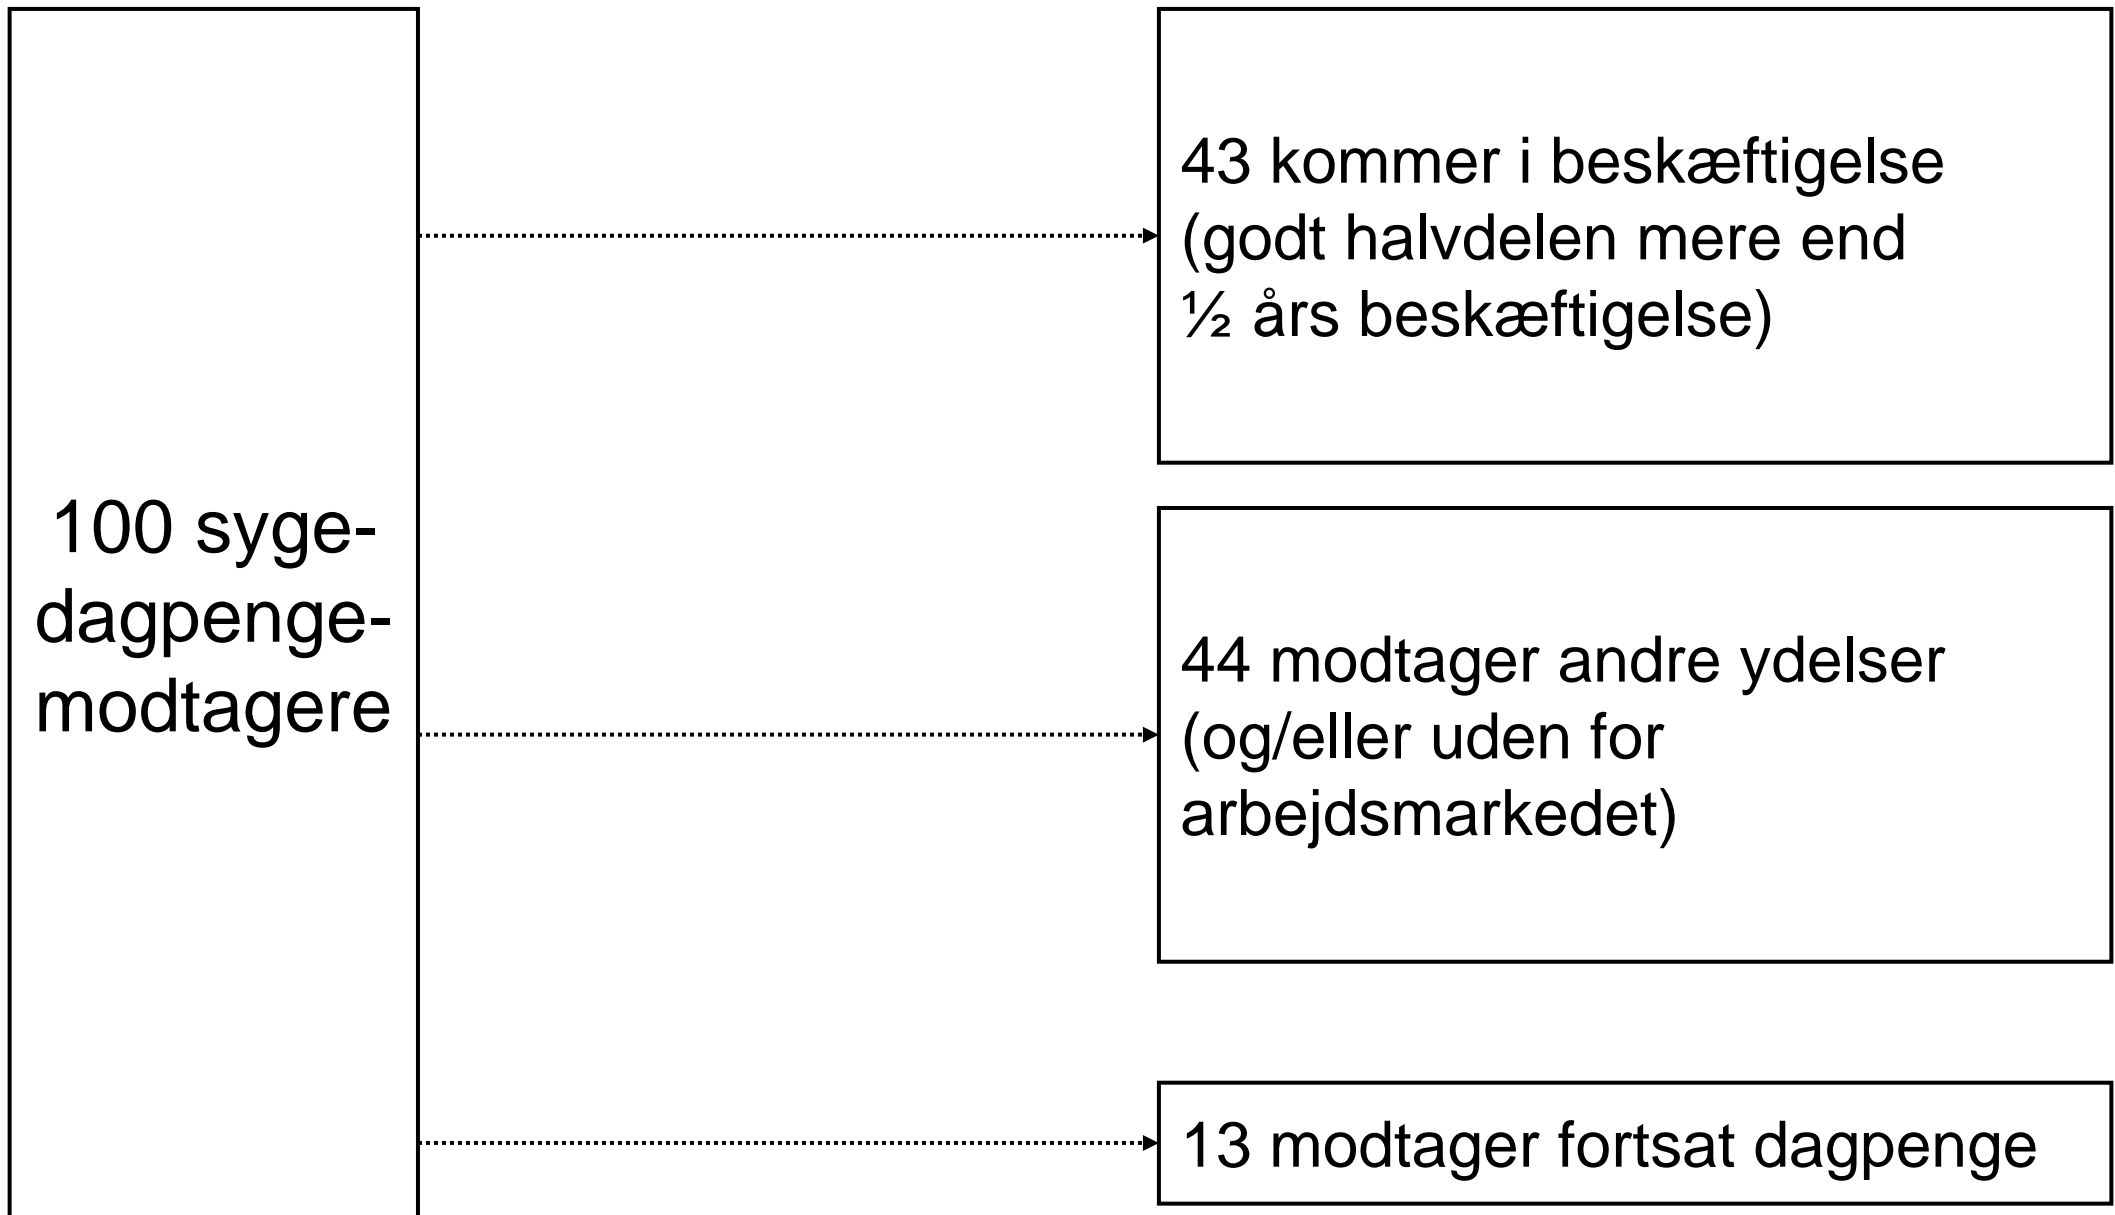 100 syge-
dagpenge-
modtagere
43 kommer i beskæftigelse
(godt halvdelen mere end
½ års beskæftigelse)
44 modtager andre ydelser
(og/eller uden for
arbejdsmarkedet)
13 modtager fortsat dagpenge